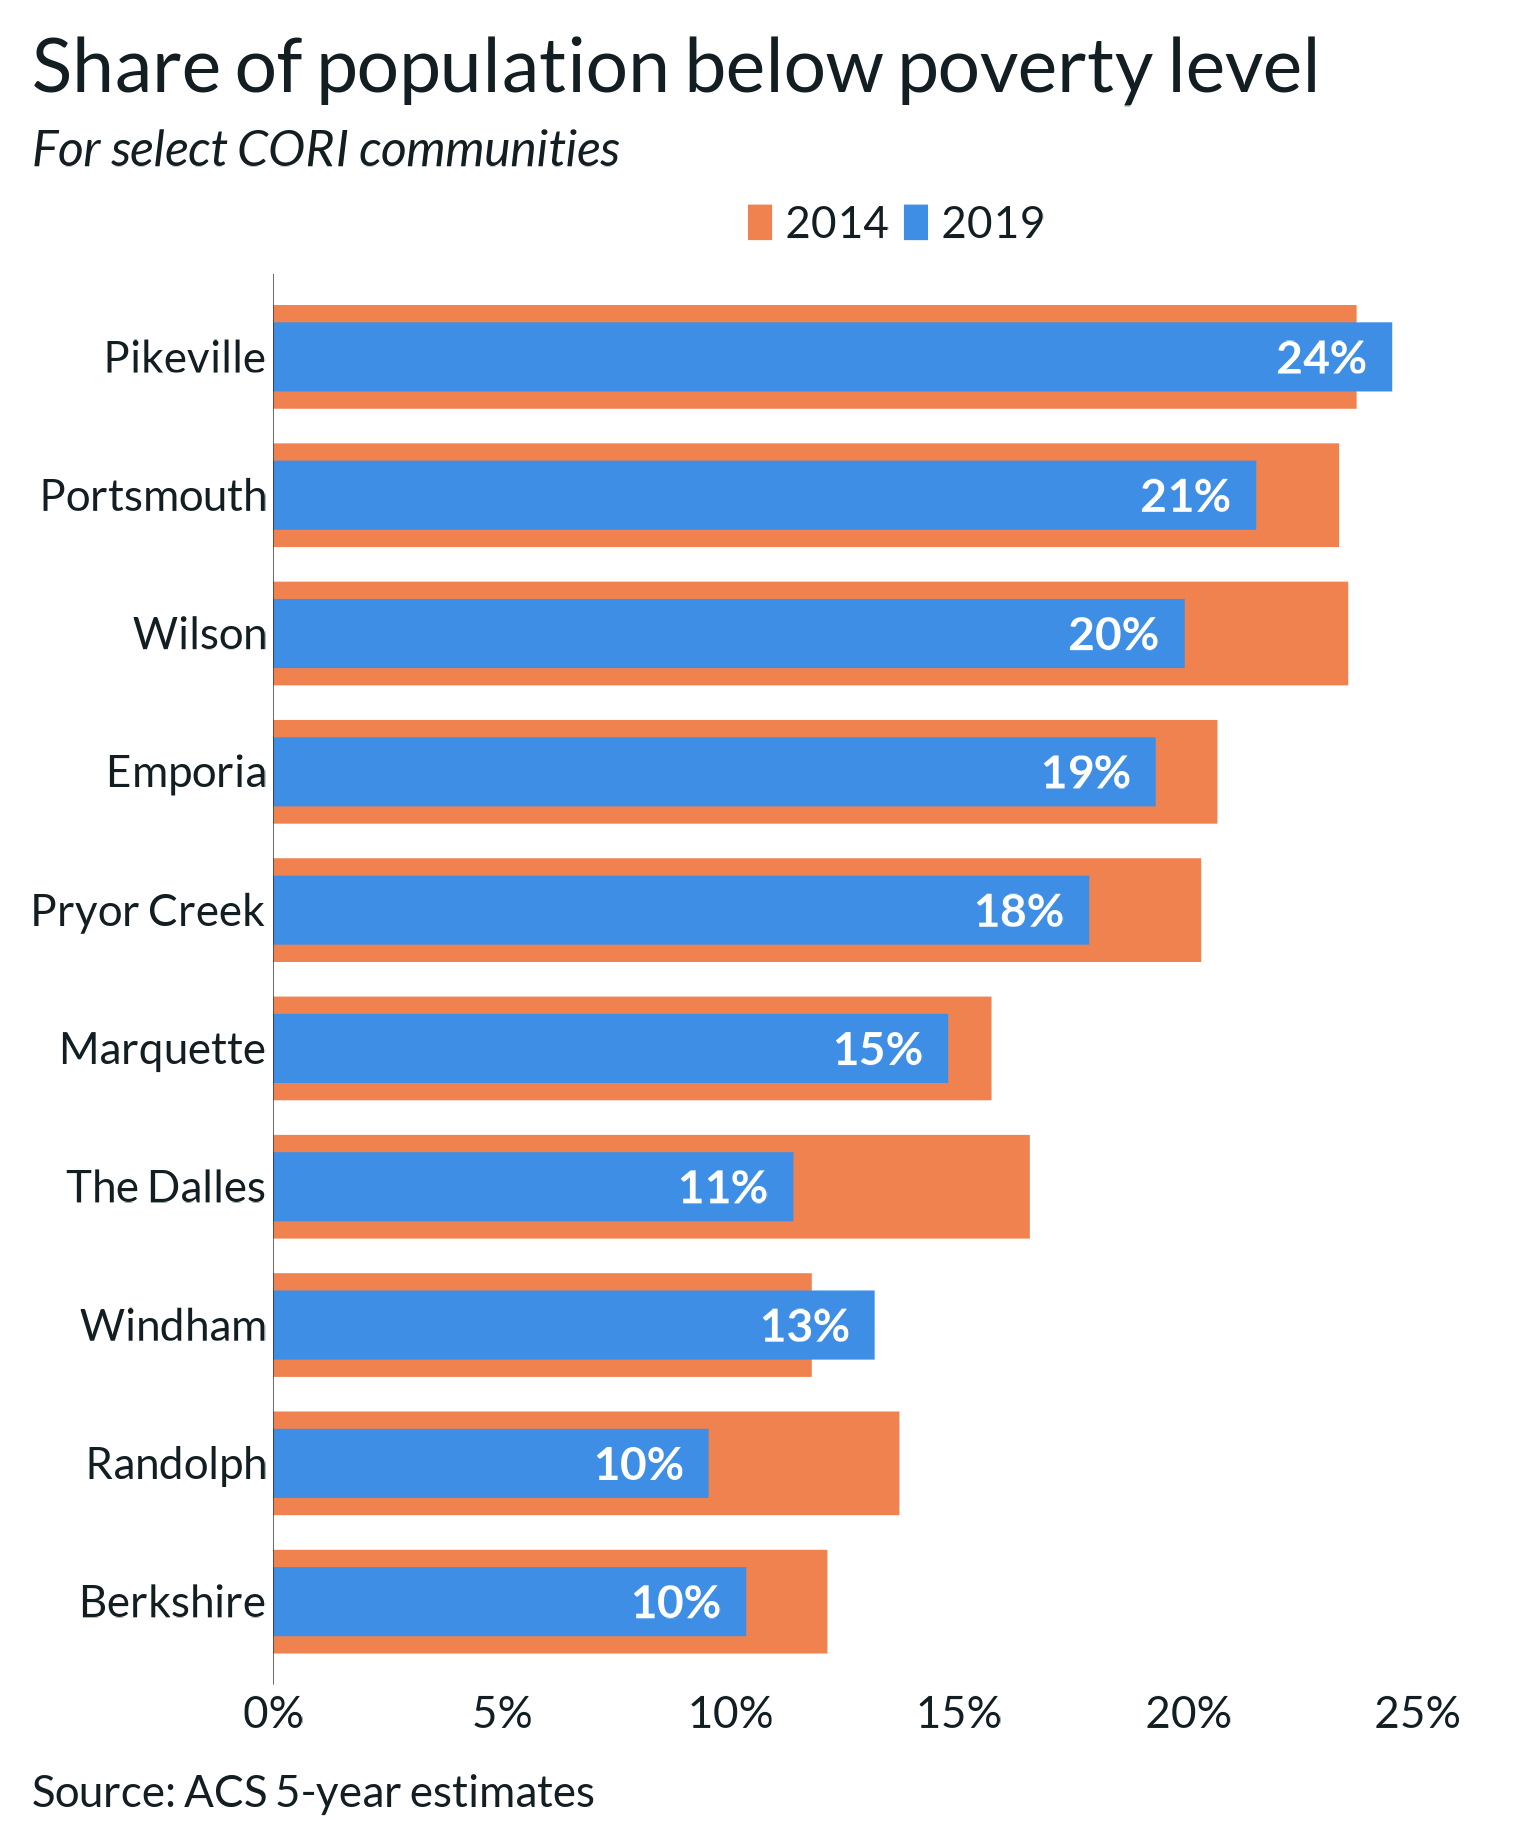 Share of population below poverty level
For select CORI communities
2014 2019
Pikeville 24%
Portsmouth 21%
Wilson 20%
Emporia 19%
Pryor Creek 18%
Marquette 15%
The Dalles 11%
Windham 13%
Randolph 10%
Berkshire 10%
0% 5% 10% 15% 20% 25%
Source: ACS 5-year estimates